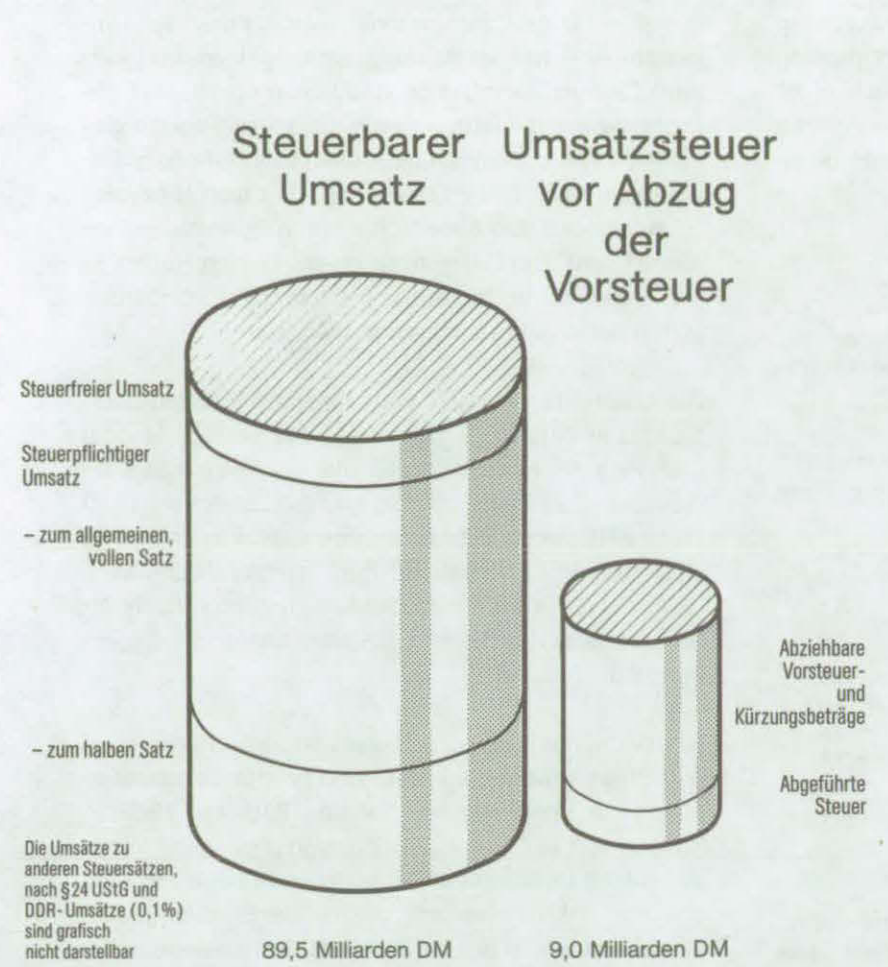 Steuerbarer Umsatz
Umsatzsteuer vor Abzug der Vorsteuer
Steuerfreier Umsatz
Steuerpflichtiger
Umsatz
– zum allgemeinen,
vollen Satz
– zum halben Satz
Die Umsätze zu
anderen Steuersätzen,
nach §24 UStG und
DDR-Umsätze (0,1%)
sind grafisch
nicht darstellbar
89,5 Milliarden DM
Abziehbare
Vorsteuer-
und
Kürzungsbeträge
Abgeführte
Steuer
9,0 Milliarden DM